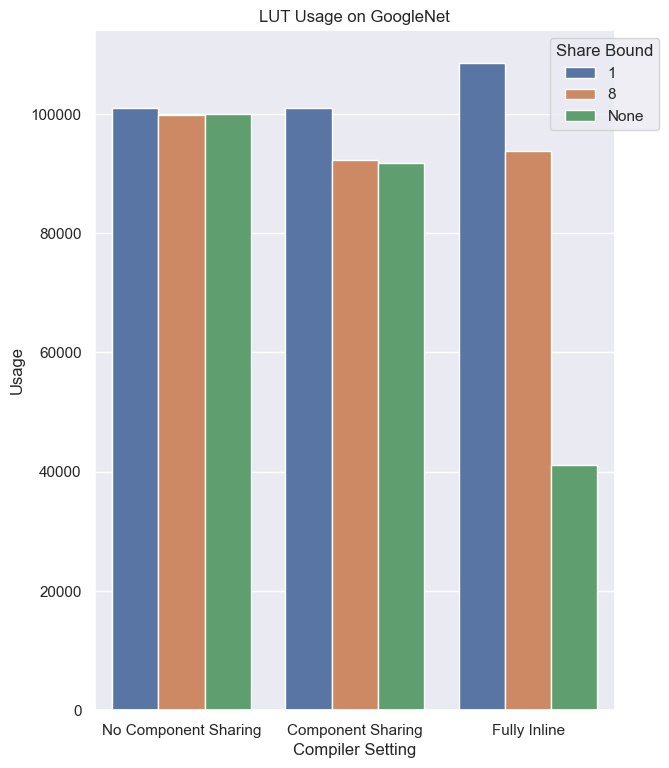 LUT Usage on GoogleNet
Share Bound
1
8
None
100000
80000
60000
40000
20000
0
Usage
No Component Sharing
Component Sharing
Fully Inline
Compiler Setting